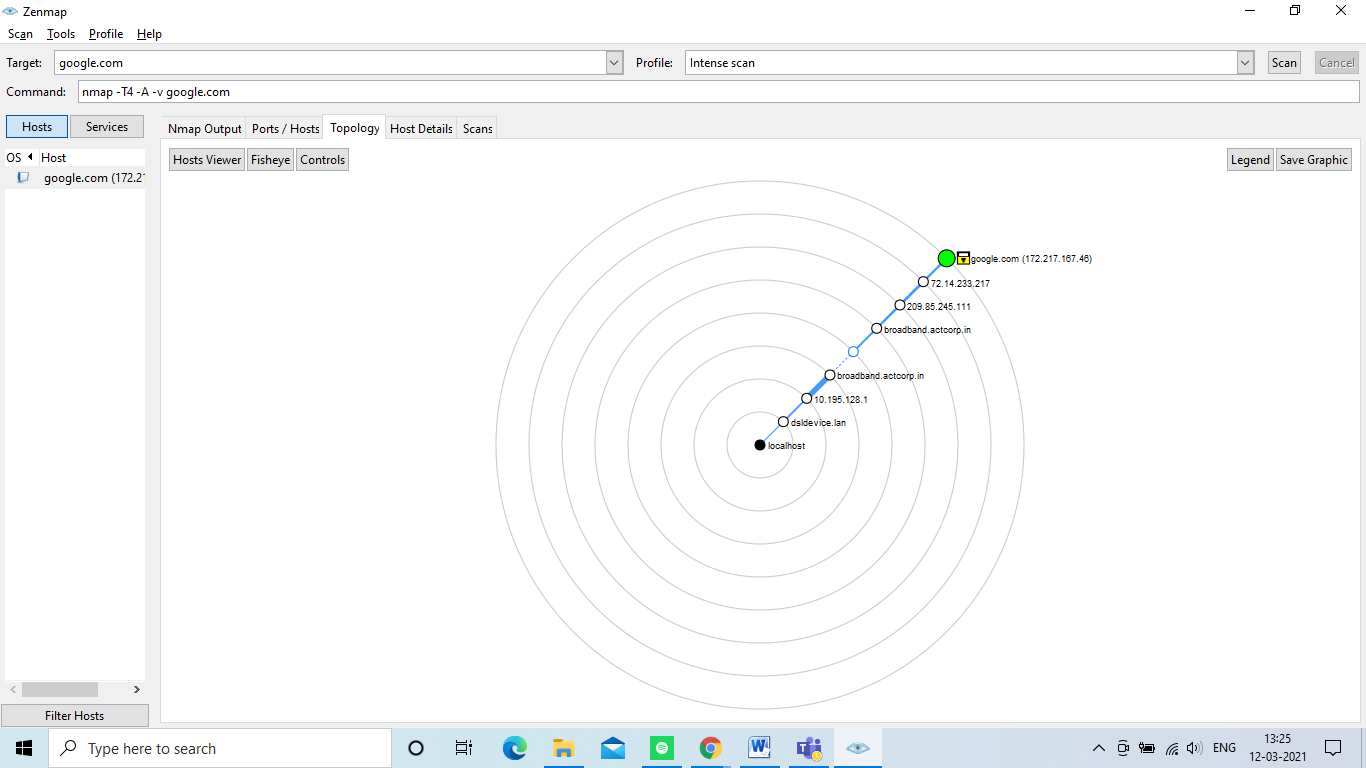 Zenmap
Scan Tools Profile Help
Target: google.com Profile: Intense scan Scan Cancel
Command: nmap -T4 -A -v google.com
Hosts Services
Nmap Output Ports / Hosts Topology Host Details Scans
OS Host
google.com (172.21
Hosts Viewer Fisheye Controls Legend Save Graphic
google.com (172.217.167.46)
72.14.233.217
209.85.245.111
broadband.actcorp.in
broadband.actcorp.in
10.195.128.1
dsldevice.lan
localhost
Filter Hosts
Type here to search
ENG
13:25
12-03-2021